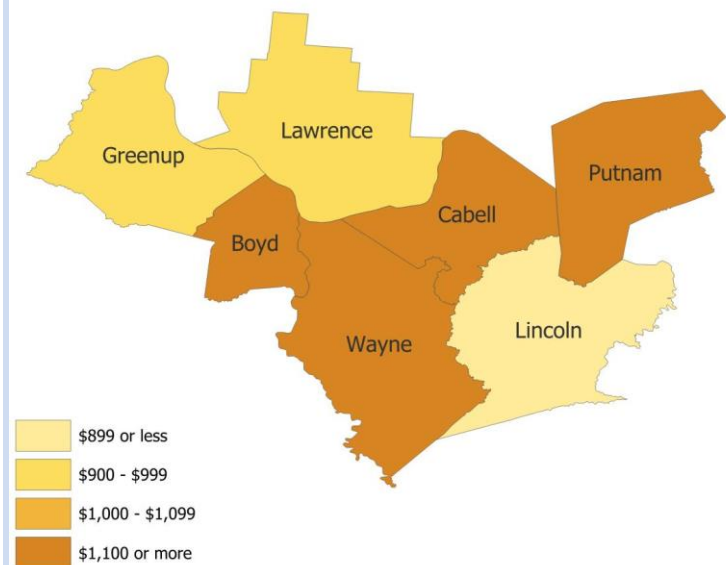 Lawrence
Greenup
Putnam
Cabell
Boyd
Lincoln
Wayne
$899 or less
$900 - $999
$1,000 - $1,099
$1,100 or more